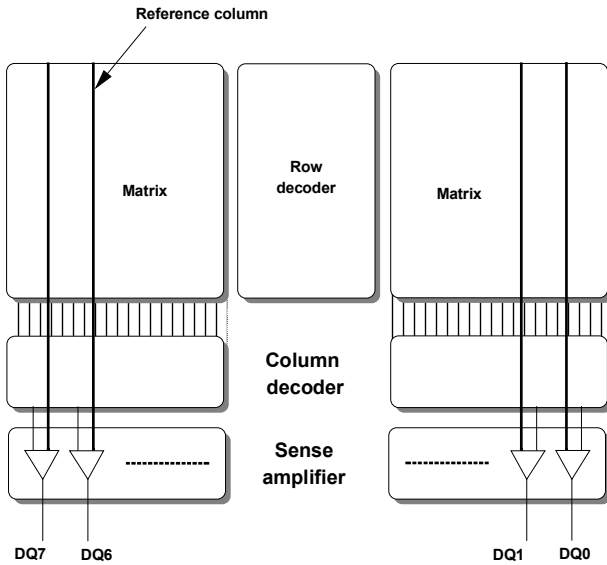 Reference column
Matrix
Row
decoder
Matrix
Column
decoder
Sense
amplifier
DQ7
DQ6
DQ1
DQ0